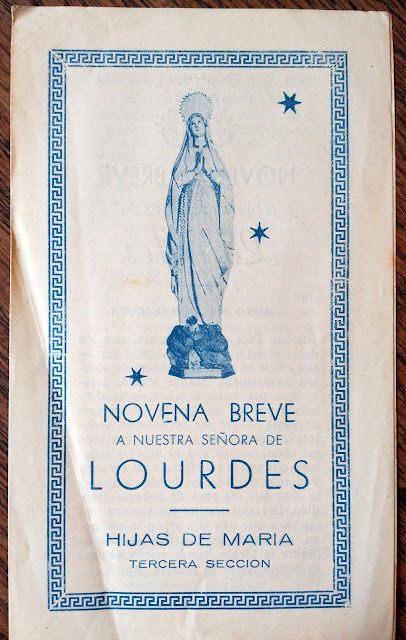 NOVENA BREVE
A NUESTRA SEÑORA DE
LOURDES
HIJAS DE MARIA
TERCERA SECCION